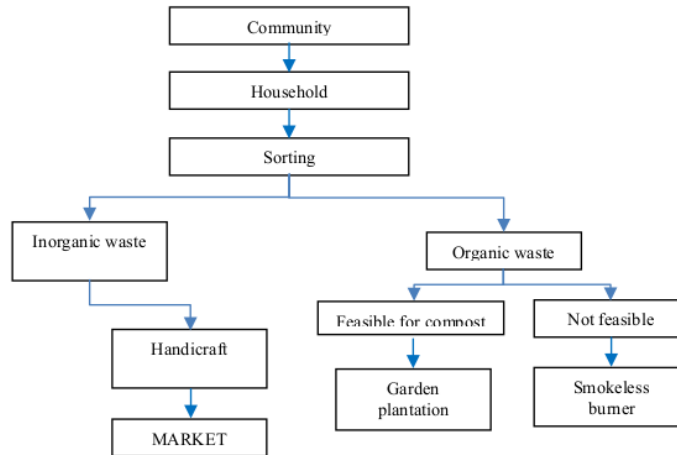 Community
Household
Sorting
Inorganic waste
Organic waste
Feasible for compost
Not feasible
Handicraft
Garden
plantation
Smokeless
burner
MARKET